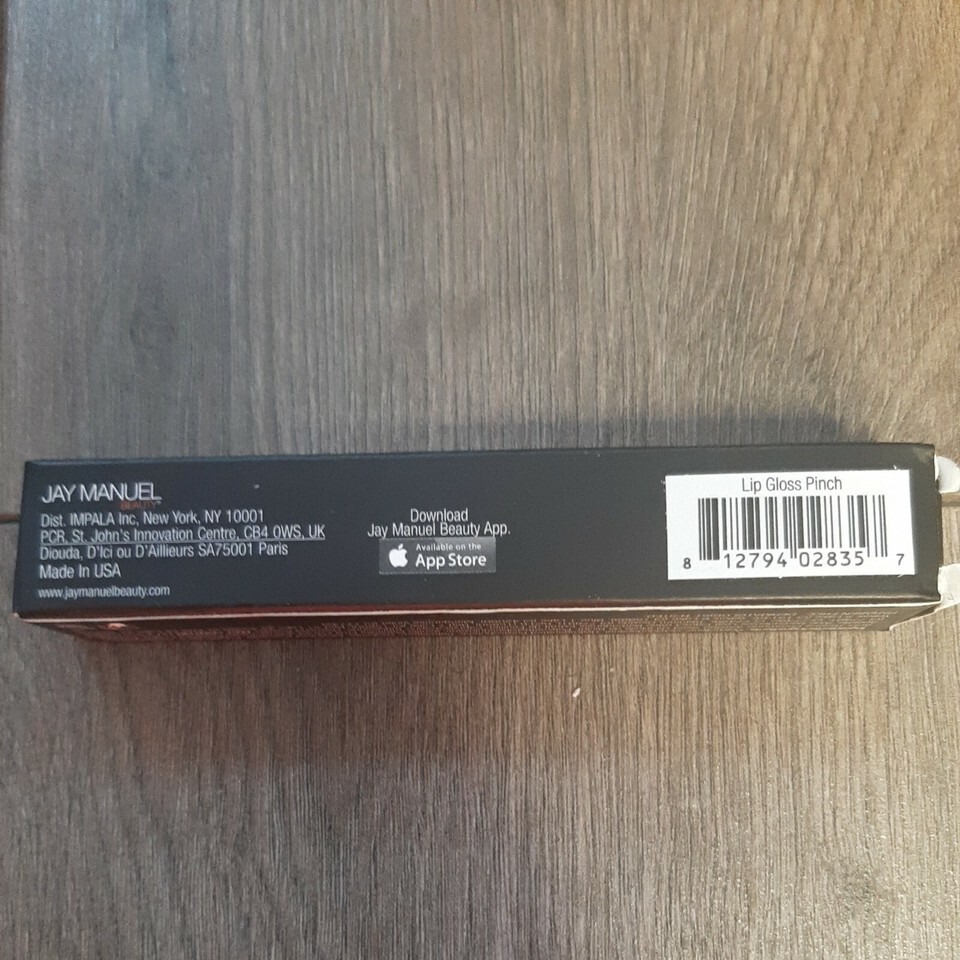 JAY MANUEL
BEAUTY™
Dist. IMPALA Inc, New York, NY 10001
PCR, St. John's Innovation Centre, CB4 0WS, UK
Diouda, D'Ici ou D'Ailleurs SA75001 Paris
Made In USA
www.jaymanuelbeauty.com
Download
Jay Manuel Beauty App.
Available on the
App Store
Lip Gloss Pinch
8 12794 02835 7